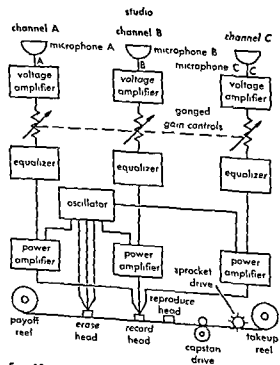 studio
channel A
channel B
channel C
microphone A
microphone B
microphone C
A
B
C
voltage amplifier
voltage amplifier
voltage amplifier
ganged gain controls
equalizer
equalizer
equalizer
oscillator
power amplifier
power amplifier
power amplifier
sprocket drive
reproduce head
payoff reel
erase head
record head
capstan drive
takeup reel